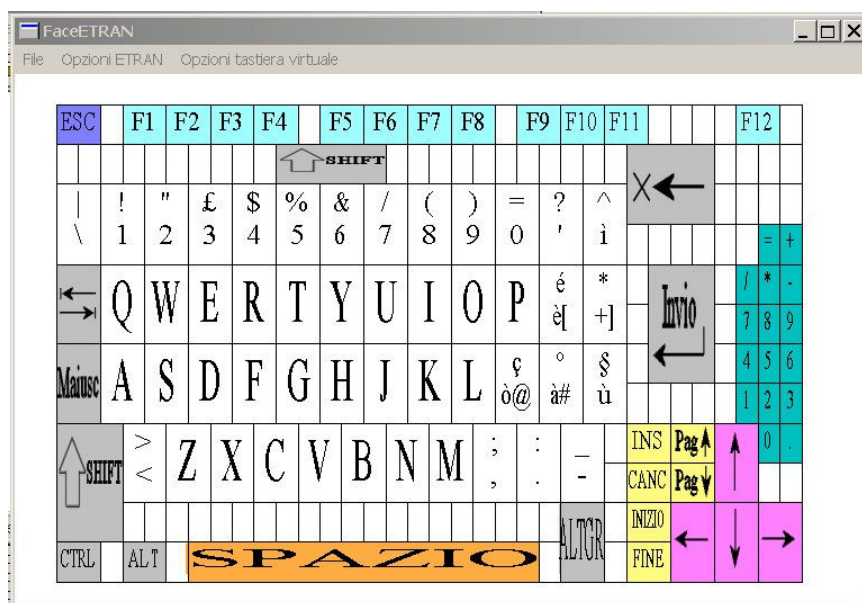 FaceETRAN
File Opzioni ETRAN Opzioni tastiera virtuale
ESC F1 F2 F3 F4 F5 F6 F7 F8 F9 F10 F11 F12
SHIFT
| ! " £ $ % & / ( ) = ? ^
\ 1 2 3 4 5 6 7 8 9 0 ' ì
= +
Q W E R T Y U I O P é è[ * +] Invio / * -
7 8 9
Maiusc A S D F G H J K L ç ò@ ° à# § ù 4 5 6
1 2 3
SHIFT > < Z X C V B N M ; , : . _ - INS Pag 0 .
CANC Pag
ALTGR INIZIO
CTRL ALT SPAZIO FINE